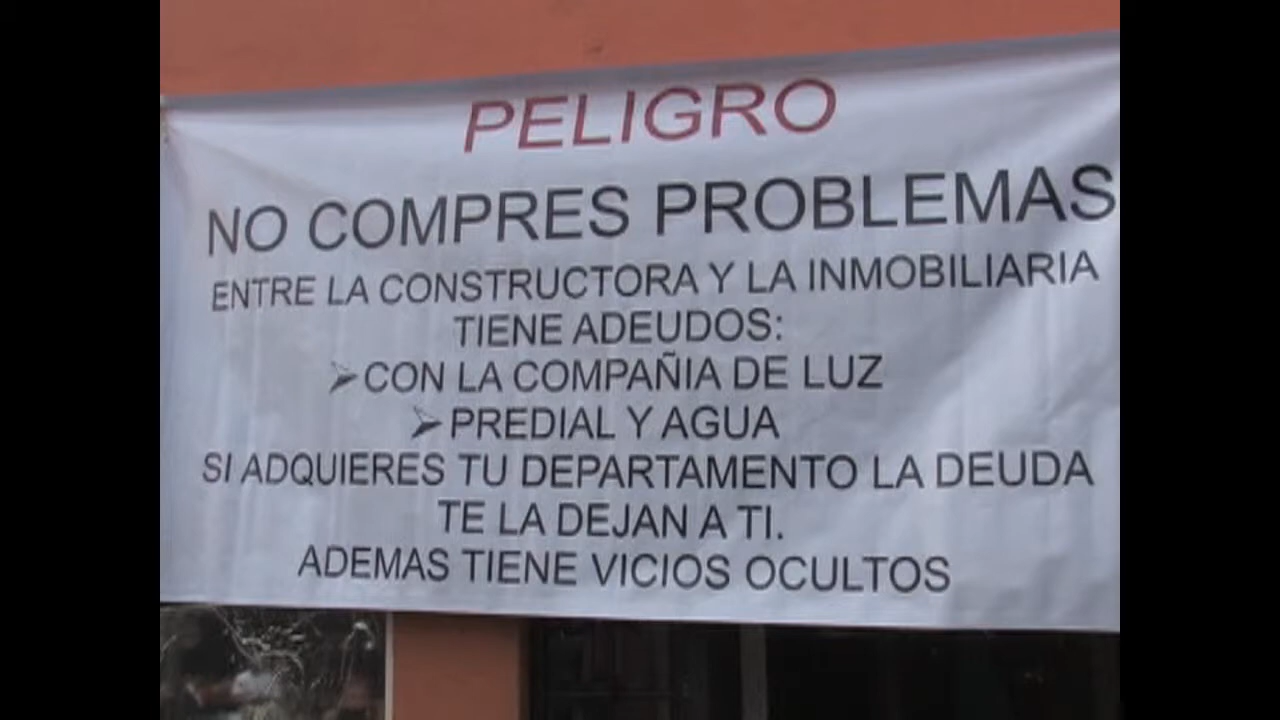 PELIGRO
NO COMPRES PROBLEMAS
ENTRE LA CONSTRUCTORA Y LA INMOBILIARIA
TIENE ADEUDOS:
➢CON LA COMPAÑIA DE LUZ
➢PREDIAL Y AGUA
SI ADQUIERES TU DEPARTAMENTO LA DEUDA
TE LA DEJAN A TI.
ADEMAS TIENE VICIOS OCULTOS